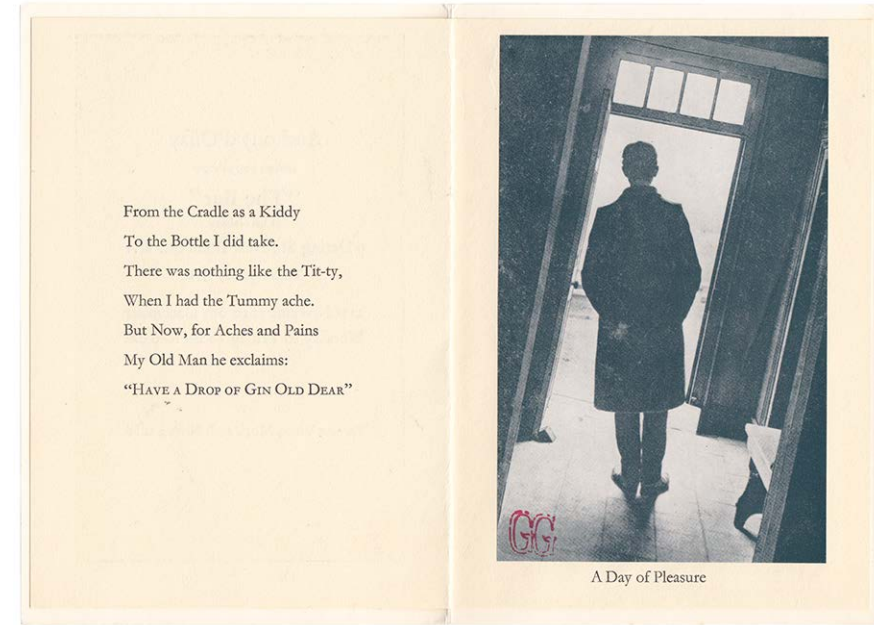 From the Cradle as a Kiddy
To the Bottle I did take.
There was nothing like the Tit-ty,
When I had the Tummy ache.
But Now, for Aches and Pains
My Old Man he exclaims:
“HAVE A DROP OF GIN OLD DEAR”
GG
A Day of Pleasure